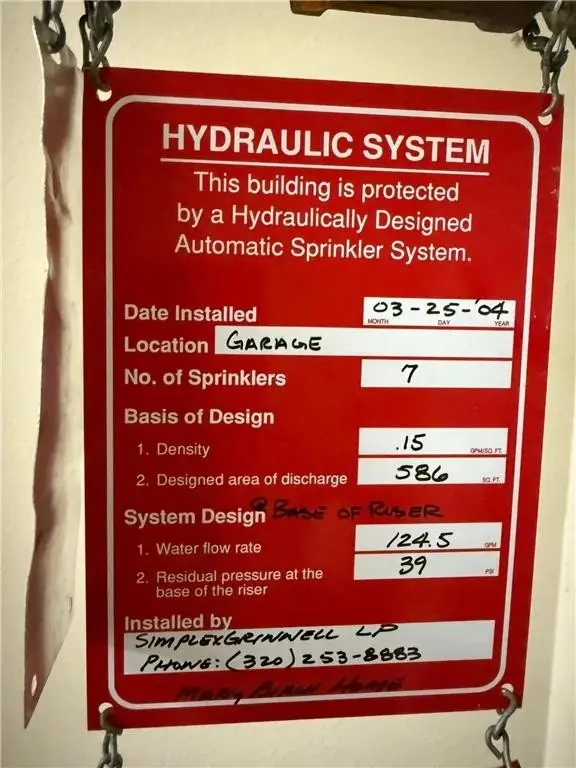 HYDRAULIC SYSTEM
This building is protected
by a Hydraulically Designed
Automatic Sprinkler System.
Date Installed 03-25-'04
MONTH DAY YEAR
Location GARAGE
No. of Sprinklers 7
Basis of Design
1. Density .15 GPM/SQ. FT.
2. Designed area of discharge 586 SQ. FT.
System Design @ BASE OF RISER
1. Water flow rate 124.5 GPM
2. Residual pressure at the 39 PSI
base of the riser
Installed by
SIMPLEXGRINNELL LP
PHONE: (320) 253-8883
HOME